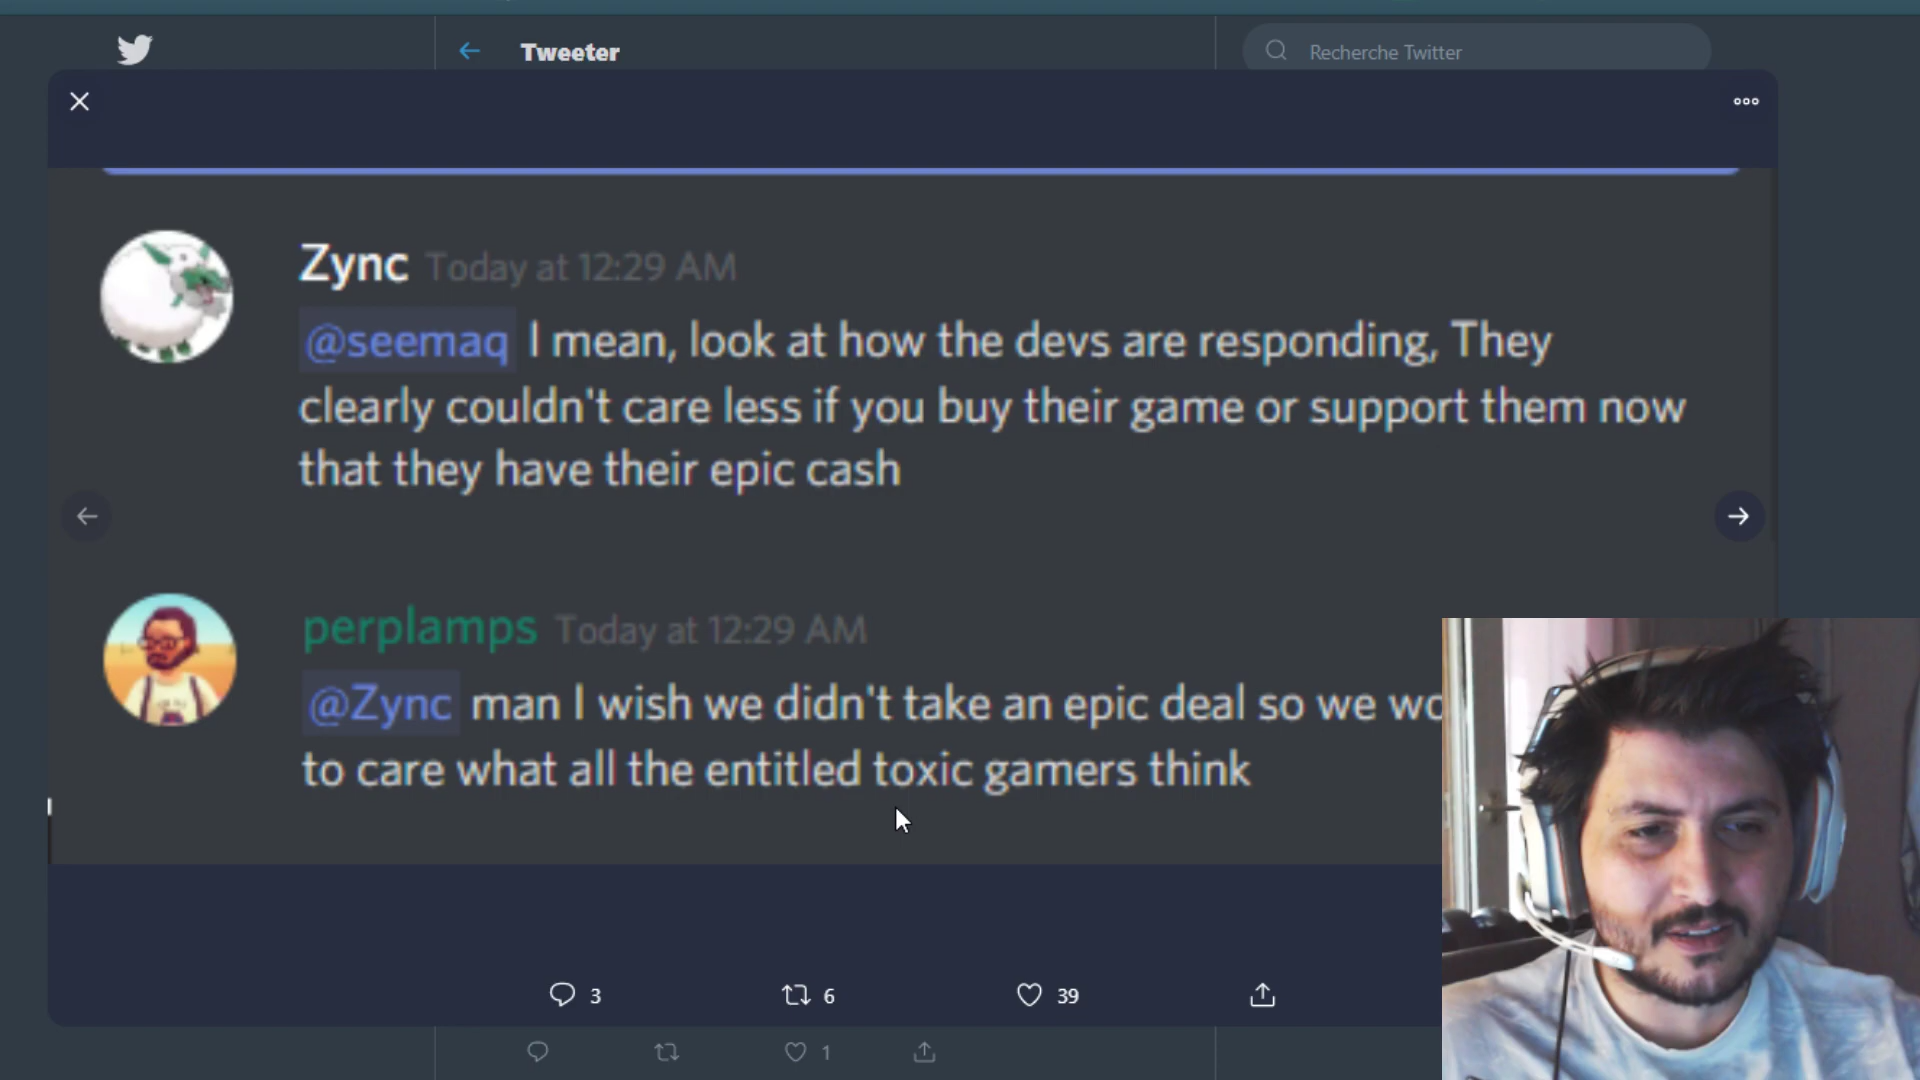 Tweeter
Recherche Twitter
Zync Today at 12:29 AM
@seemaq I mean, look at how the devs are responding, They
clearly couldn't care less if you buy their game or support them now
that they have their epic cash
perplamps Today at 12:29 AM
@Zync man I wish we didn't take an epic deal so we
to care what all the entitled toxic gamers think
3 6 39
1